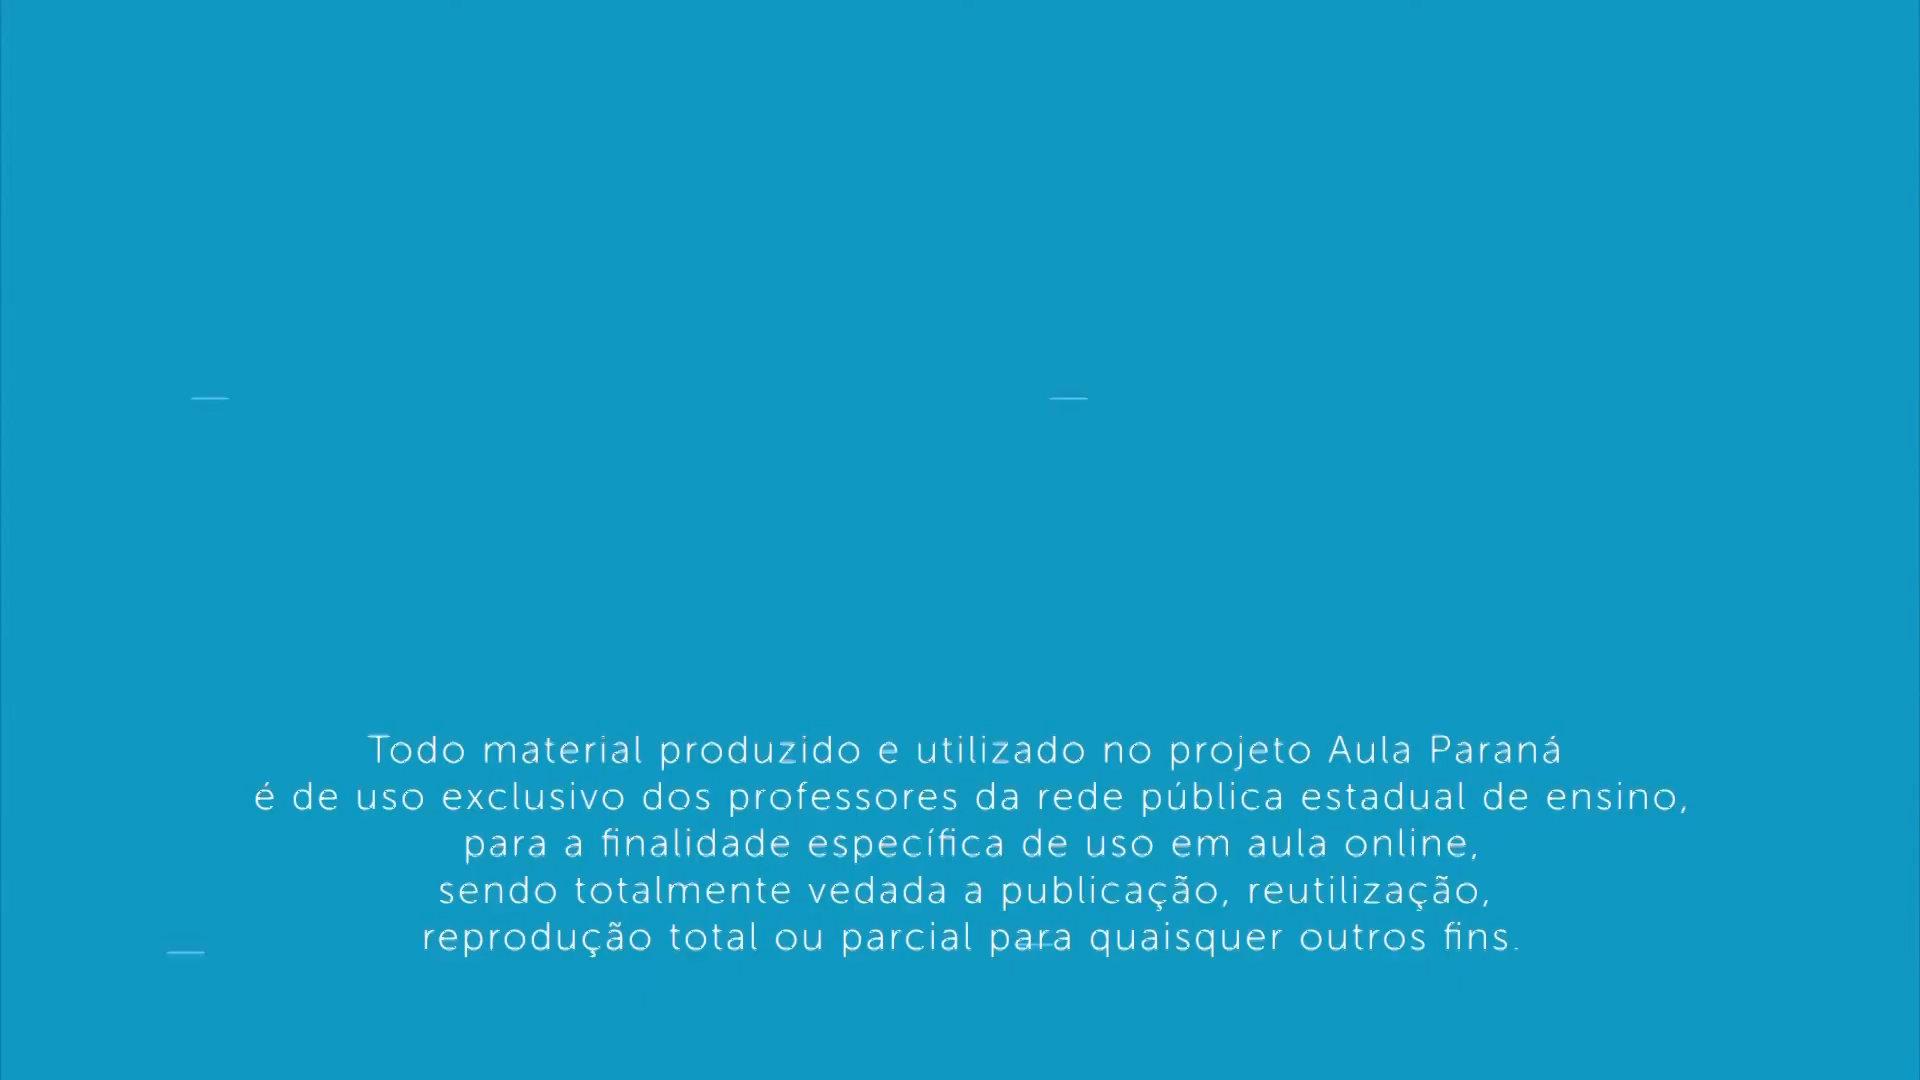 Todo material produzido e utilizado no projeto Aula Paraná
é de uso exclusivo dos professores da rede pública estadual de ensino,
para a finalidade específica de uso em aula online,
sendo totalmente vedada a publicação, reutilização,
reprodução total ou parcial para quaisquer outros fins.